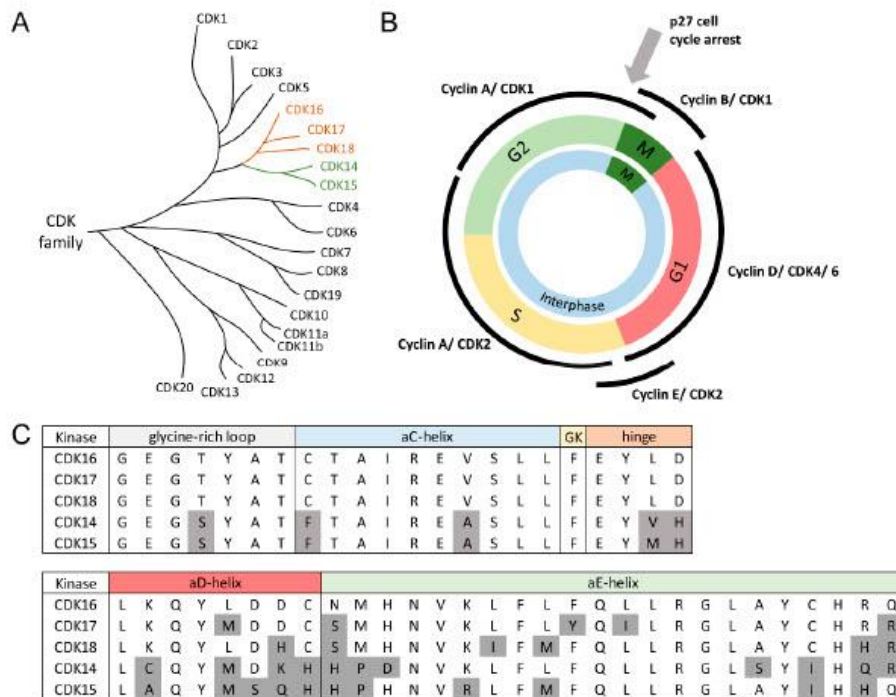 A
CDK1
CDK2
CDK3
CDK5
CDK16
CDK17
CDK18
CDK14
CDK15
CDK4
CDK6
CDK7
CDK8
CDK19
CDK10
CDK11a
CDK11b
CDK9
CDK12
CDK13
CDK20
CDK
family
B
p27 cell
cycle arrest
Cyclin A/ CDK1
Cyclin B/ CDK1
G2
M
M
G1
Cyclin D/ CDK4/ 6
Interphase
S
Cyclin A/ CDK2
Cyclin E/ CDK2
C
Kinase glycine-rich loop aC-helix GK hinge
CDK16 G E G T Y A T C T A I R E V S L L F E Y L D
CDK17 G E G T Y A T C T A I R E V S L L F E Y L D
CDK18 G E G T Y A T C T A I R E V S L L F E Y L D
CDK14 G E G S Y A T F T A I R E A S L L F E Y V H
CDK15 G E G S Y A T F T A I R E A S L L F E Y M H
Kinase aD-helix aE-helix
CDK16 L K Q Y L D D C N M H N V K L F L F Q L L R G L A Y C H R Q
CDK17 L K Q Y M D D C S M H N V K L F L Y Q I L R G L A Y C H R R
CDK18 L K Q Y L D H C S M H N V K I F M F Q L L R G L A Y C H H R
CDK14 L C Q Y M D K H H P D N V K L F L F Q L L R G L S Y I H Q R
CDK15 L A Q Y M S Q H H P H N V R L F M F Q L L R G L A Y I H H Q